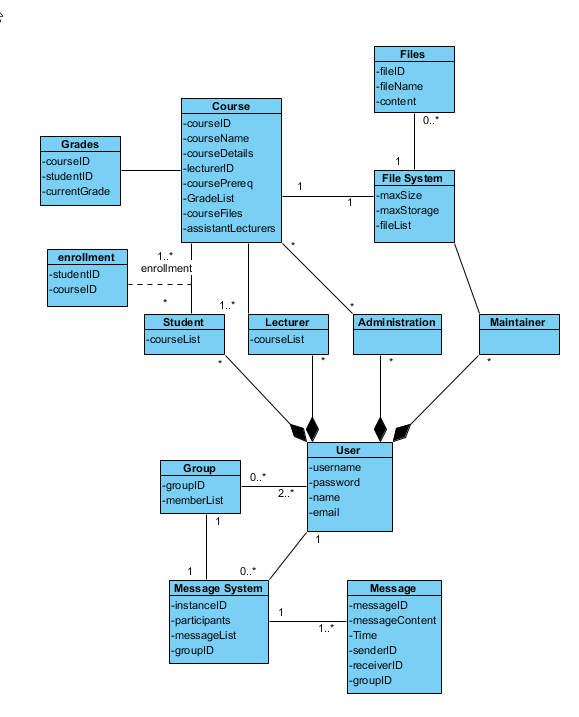 Files
-fileID
-fileName
-content
0..*
Course
-courseID
-courseName
-courseDetails
-lecturerID
-coursePrereq
-GradeList
-courseFiles
-assistantLecturers
Grades
-courseID
-studentID
-currentGrade
1
File System
-maxSize
-maxStorage
-fileList
1
1
enrollment
-studentID
-courseID
1..*
enrollment
*
1..*
*
*
Student
-courseList
Lecturer
-courseList
Administration
Maintainer
*
*
*
*
User
-username
-password
-name
-email
Group
-groupID
-memberList
0..*
2..*
1
1
1
0..*
Message System
-instanceID
-participants
-messageList
-groupID
1
1..*
Message
-messageID
-messageContent
-Time
-senderID
-receiverID
-groupID